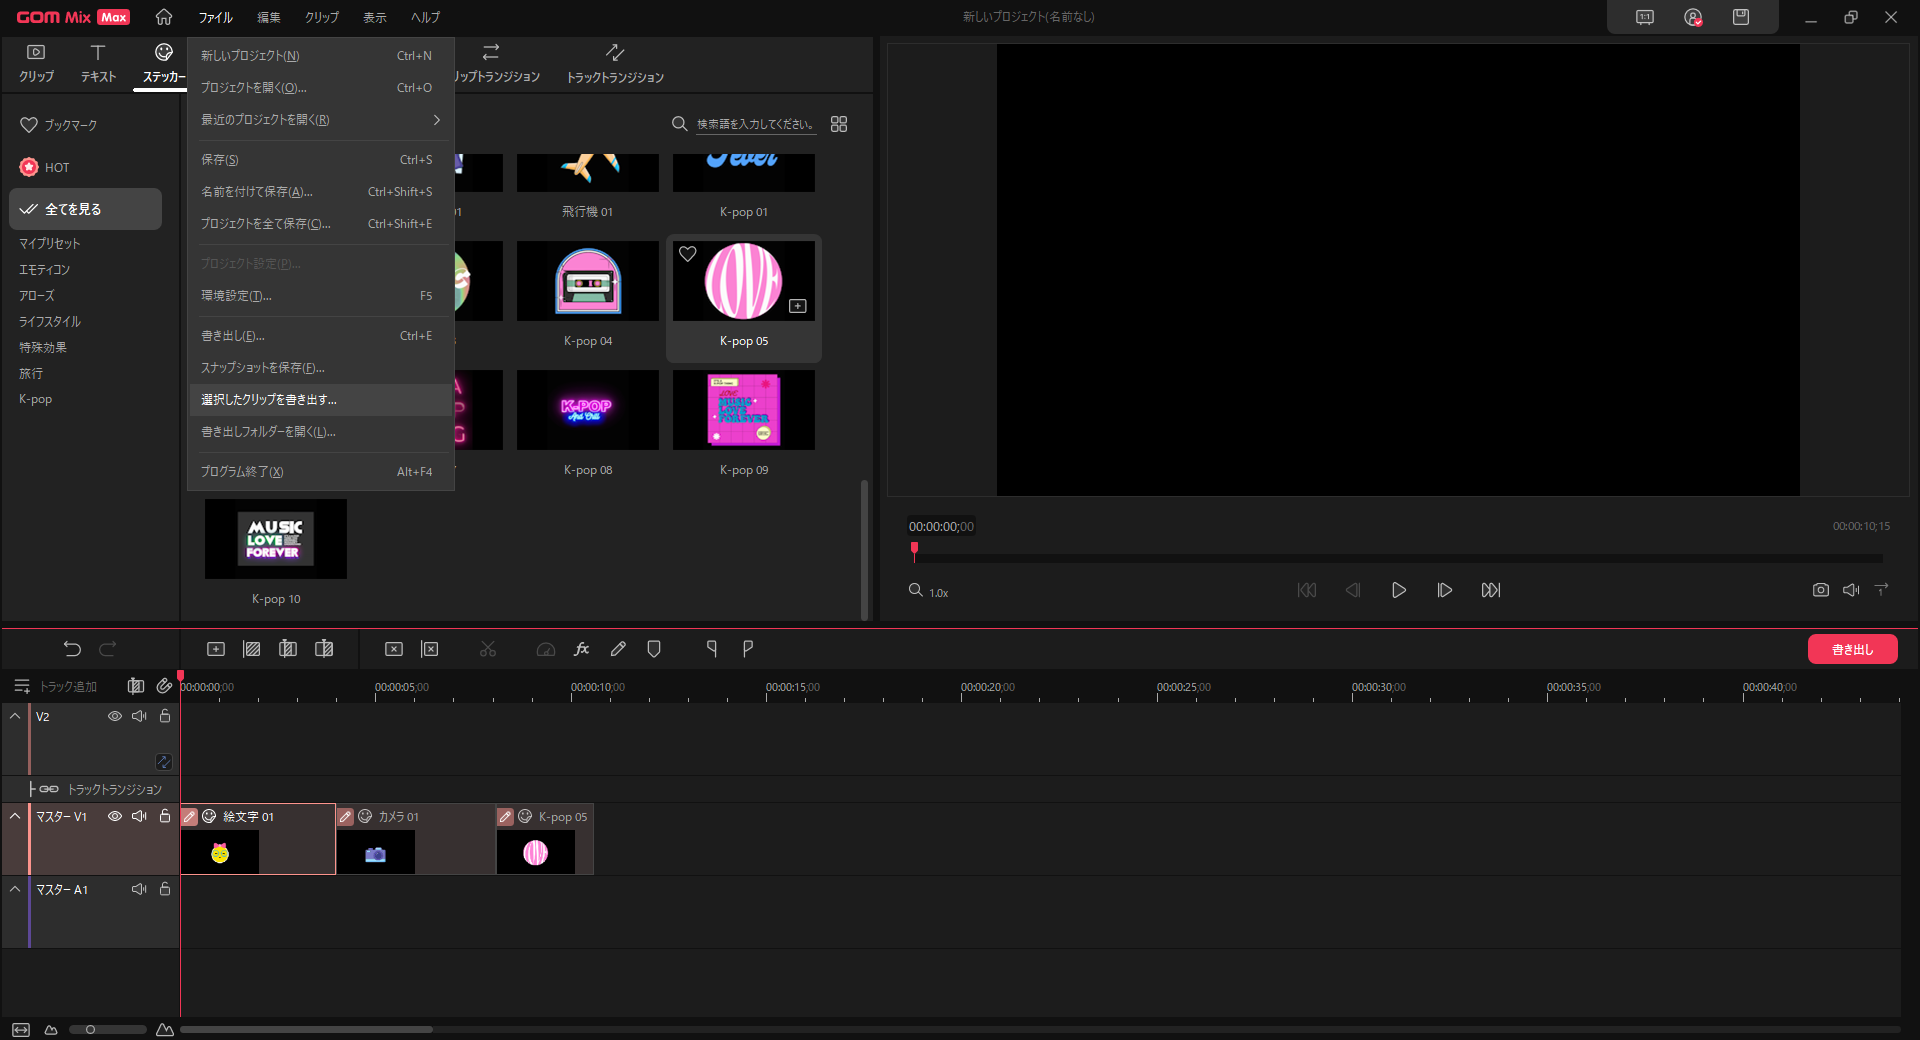 GOM Mix Max
ファイル 編集 クリップ 表示 ヘルプ
新しいプロジェクト(名前なし)
1:1
クリップ
テキスト
ステッカー
リップトランジション
トラックトランジション
新しいプロジェクト(N) Ctrl+N
プロジェクトを開く(O)... Ctrl+O
最近のプロジェクトを開く(R)
保存(S) Ctrl+S
名前を付けて保存(A)... Ctrl+Shift+S
プロジェクトを全て保存(C)... Ctrl+Shift+E
プロジェクト設定(P)...
環境設定(T)... F5
書き出し(E)... Ctrl+E
スナップショットを保存(F)...
選択したクリップを書き出す...
書き出しフォルダーを開く(L)...
プログラム終了(X) Alt+F4
ブックマーク
HOT
全てを見る
マイプリセット
エモティコン
アローズ
ライフスタイル
特殊効果
旅行
K-pop
検索語を入力してください。
Fever
飛行機 01
K-pop 01
LOVE
K-pop 04
K-pop 05
K-POP
And Chill
LOVE
MUSIC
LOVE
FOREVER
K-pop 08
K-pop 09
MUSIC
LOVE
FOREVER
K-pop 10
00:00:00;00
00:00:10;15
1.0x
1
fx
書き出し
トラック追加
00:00:00;00 00:00:05;00 00:00:10;00 00:00:15;00 00:00:20;00 00:00:25;00 00:00:30;00 00:00:35;00 00:00:40;00
V2
トラックトランジション
マスター V1
絵文字 01
カメラ 01
K-pop 05
マスター A1